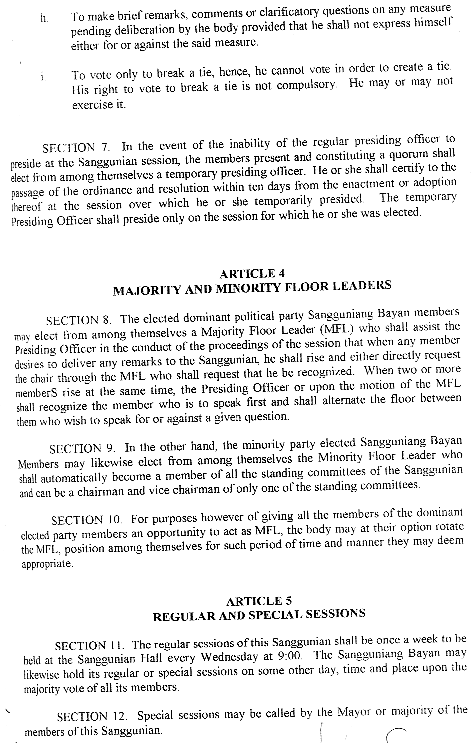 h. To make brief remarks, comments or clarificatory questions on any measure
pending deliberation by the body provided that he shall not express himself
either for or against the said measure.
i To vote only to break a tie, hence, he cannot vote in order to create a tie.
His right to vote to break a tie is not compulsory. He may or may not
exercise it.
SECTION 7. In the event of the inability of the regular presiding officer to
preside at the Sanggunian session, the members present and constituting a quorum shall
elect from among themselves a temporary presiding officer. He or she shall certify to the
passage of the ordinance and resolution within ten days from the enactment or adoption
thereof at the session over which he or she temporarily presided. The temporary
Presiding Officer shall preside only on the session for which he or she was elected.
ARTICLE 4
MAJORITY AND MINORITY FLOOR LEADERS
SECTION 8. The elected dominant political party Sangguniang Bayan members
may elect from among themselves a Majority Floor Leader (MFL) who shall assist the
Presiding Officer in the conduct of the proceedings of the session that when any member
desires to deliver any remarks to the Sanggunian, he shall rise and either directly request
the chair through the MFL who shall request that he be recognized. When two or more
memberS rise at the same time, the Presiding Officer or upon the motion of the MFL
shall recognize the member who is to speak first and shall alternate the floor between
them who wish to speak for or against a given question.
SECTION 9. In the other hand, the minority party elected Sangguniang Bayan
Members may likewise elect from among themselves the Minority Floor Leader who
shall automatically become a member of all the standing committees of the Sanggunian
and can be a chairman and vice chairman of only one of the standing committees.
SECTION 10. For purposes however of giving all the members of the dominant
elected party members an opportunity to act as MFL, the body may at their option rotate
the MFL, position among themselves for such period of time and manner they may deem
appropriate.
ARTICLE 5
REGULAR AND SPECIAL SESSIONS
SECTION 11. The regular sessions of this Sanggunian shall be once a week to be
held at the Sanggunian Hall every Wednesday at 9:00. The Sangguniang Bayan may
likewise hold its regular or special sessions on some other day, time and place upon the
majority vote of all its members.
SECTION 12. Special sessions may be called by the Mayor or majority of the
members of this Sanggunian.